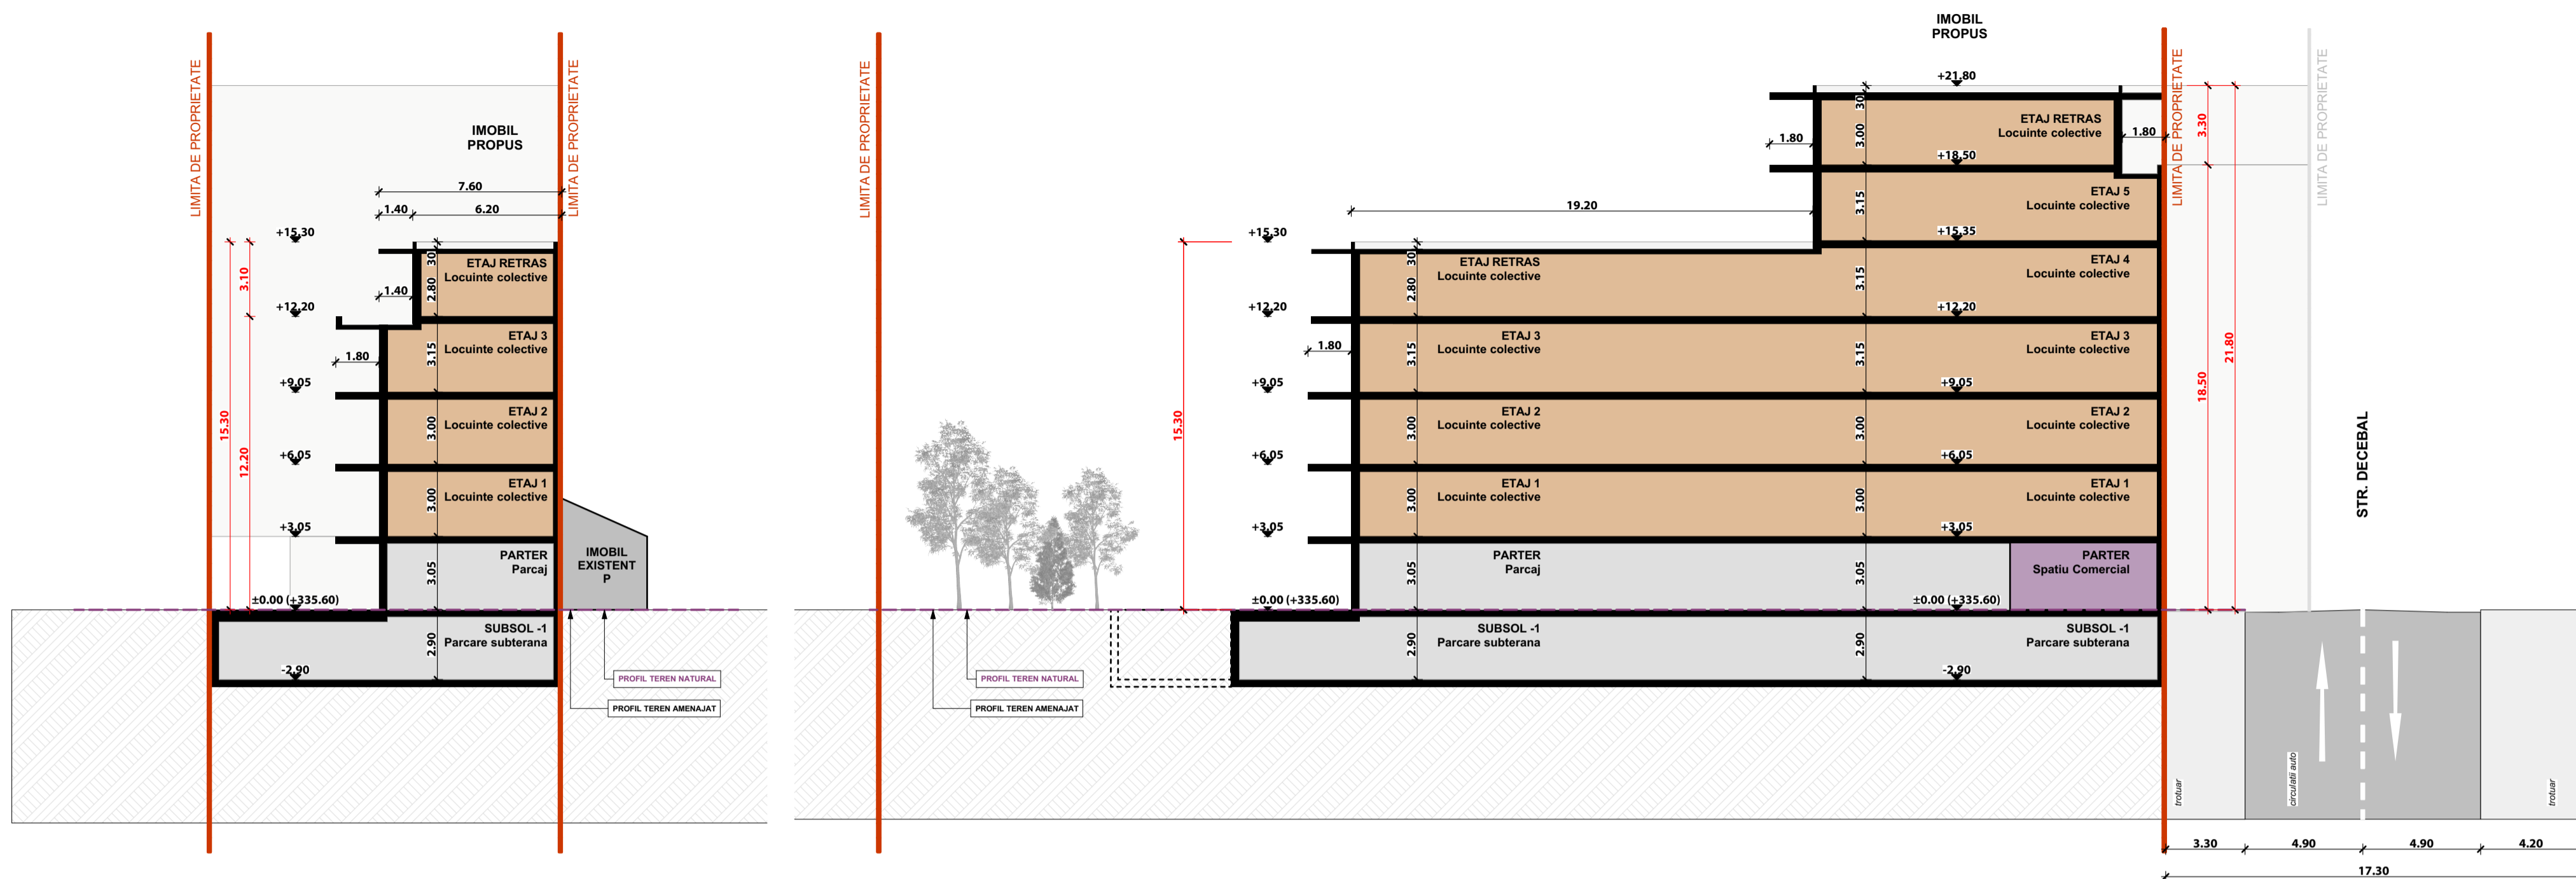 LIMITA DE PROPRIETATE
LIMITA DE PROPRIETATE
IMOBIL
PROPUS
7.60
1.40
6.20
+15.30
3.10
30
ETAJ RETRAS
Locuinte colective
2.80
1.40
+12.20
ETAJ 3
Locuinte colective
3.15
1.80
+9.05
15.30
12.20
ETAJ 2
Locuinte colective
3.00
+6.05
ETAJ 1
Locuinte colective
3.00
+3.05
PARTER
Parcaj
3.05
IMOBIL
EXISTENT
P
±0.00 (+335.60)
SUBSOL -1
Parcare subterana
2.90
-2.90
PROFIL TEREN NATURAL
PROFIL TEREN AMENAJAT
LIMITA DE PROPRIETATE
IMOBIL
PROPUS
+21.80
30
ETAJ RETRAS
Locuinte colective
3.00
1.80
1.80
+18.50
ETAJ 5
Locuinte colective
3.15
19.20
+15.35
+15.30
30
ETAJ RETRAS
Locuinte colective
2.80
ETAJ 4
Locuinte colective
3.15
+12.20
+12.20
ETAJ 3
Locuinte colective
3.15
1.80
ETAJ 3
Locuinte colective
3.15
+9.05
+9.05
15.30
ETAJ 2
Locuinte colective
3.00
ETAJ 2
Locuinte colective
3.00
+6.05
+6.05
ETAJ 1
Locuinte colective
3.00
ETAJ 1
Locuinte colective
3.00
+3.05
+3.05
PARTER
Parcaj
3.05
3.05
PARTER
Spatiu Comercial
±0.00 (+335.60)
±0.00 (+335.60)
SUBSOL -1
Parcare subterana
2.90
2.90
SUBSOL -1
Parcare subterana
-2.90
PROFIL TEREN NATURAL
PROFIL TEREN AMENAJAT
LIMITA DE PROPRIETATE
3.30
18.50
21.80
LIMITA DE PROPRIETATE
STR. DECEBAL
trotuar
circulatii auto
trotuar
3.30
4.90
4.90
4.20
17.30